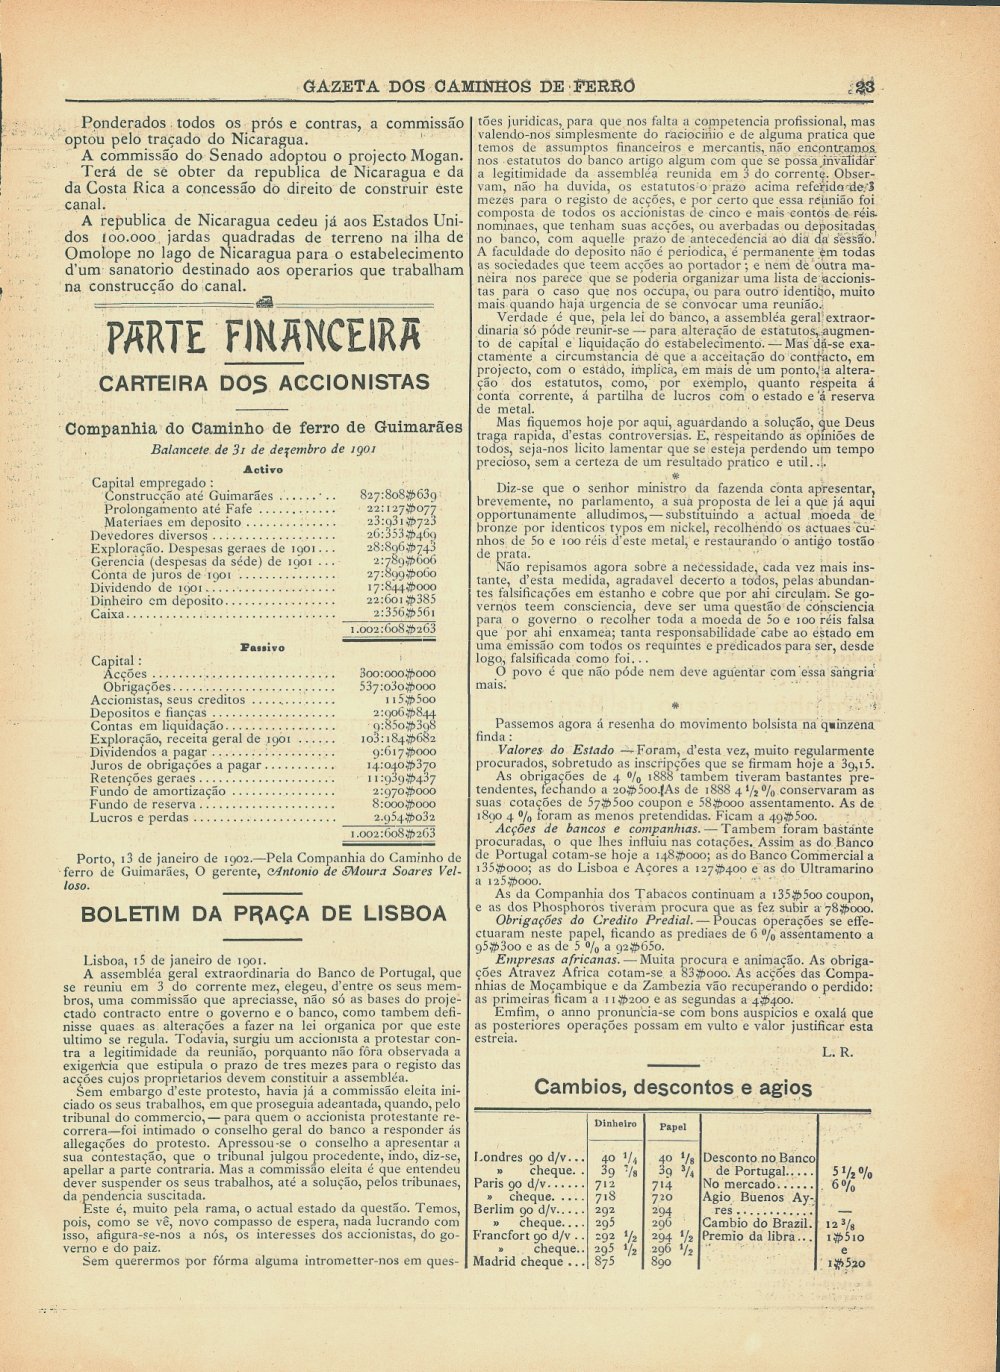 GAZETA DOS CAMINHOS DE FERRO
23
Ponderados todos os prós e contras, a commissão
optou pelo traçado do Nicaragua.
A commissão do Senado adoptou o projecto Mogan.
Terá de se obter da republica de Nicaragua e da
da Costa Rica a concessão do direito de construir este
canal.
A republica de Nicaragua cedeu já aos Estados Uni-
dos 100.000 jardas quadradas de terreno na ilha de
Omolope no lago de Nicaragua para o estabelecimento
d'um sanatorio destinado aos operarios que trabalham
na construcção do canal.
PARTE FINANCEIRA
CARTEIRA DOS ACCIONISTAS
Companhia do Caminho de ferro de Guimarães
Balancete de 31 de dezembro de 1901
Activo
Capital empregado :
Construcção até Guimarães ........ 827:808$639
Prolongamento até Fafe ............ 22:127$077
Materiaes em deposito ............. 23:931$723
Devedores diversos ................. 26:353$469
Exploração. Despesas geraes de 1901... 28:896$743
Gerencia (despesas da séde) de 1901 ... 2:789$606
Conta de juros de 1901 .............. 27:899$060
Dividendo de 1901.................. 17:844$000
Dinheiro em deposito................ 22:601$385
Caixa.............................. 2:356$561
1.002:608$263
Passivo
Capital :
Acções .......................... 300:000$000
Obrigações........................ 537:030$000
Accionistas, seus creditos ............ 115$500
Depositos e fianças .................. 2:906$844
Contas em liquidação................ 9:850$398
Exploração, receita geral de 1901 ...... 103:184$682
Dividendos a pagar .................. 9:617$000
Juros de obrigações a pagar........... 14:040$370
Retenções geraes.................... 11:939$437
Fundo de amortização ............... 2:970$000
Fundo de reserva.................... 8:000$000
Lucros e perdas ..................... 2.954$032
1.002:608$263
Porto, 13 de janeiro de 1902.—Pela Companhia do Caminho de
ferro de Guimarães, O gerente, Antonio de Moura Soares Vel-
loso.
BOLETIM DA PRAÇA DE LISBOA
Lisboa, 15 de janeiro de 1901.
A assembléa geral extraordinaria do Banco de Portugal, que
se reuniu em 3 do corrente mez, elegeu, d'entre os seus mem-
bros, uma commissão que apreciasse, não só as bases do proje-
ctado contracto entre o governo e o banco, como tambem defi-
nisse quaes as alterações a fazer na lei organica por que este
ultimo se regula. Todavia, surgiu um accionista a protestar con-
tra a legitimidade da reunião, porquanto não fôra observada a
exigencia que estipula o prazo de tres mezes para o registo das
acções cujos proprietarios devem constituir a assembléa.
Sem embargo d'este protesto, havia já a commissão eleita ini-
ciado os seus trabalhos, em que proseguia adeantada, quando, pelo
tribunal do commercio,—para quem o accionista protestante re-
correra—foi intimado o conselho geral do banco a responder ás
allegações do protesto. Apressou-se o conselho a apresentar a
sua contestação, que o tribunal julgou procedente, indo, diz-se,
apellar a parte contraria. Mas a commissão eleita é que entendeu
dever suspender os seus trabalhos, até a solução, pelos tribunaes,
da pendencia suscitada.
Este é, muito pela rama, o actual estado da questão. Temos,
pois, como se vê, novo compasso de espera, nada lucrando com
isso, afigura-se-nos a nós, os interesses dos accionistas, do go-
verno e do paiz.
Sem querermos por fórma alguma intrometter-nos em ques-
tões juridicas, para que nos falta a competencia profissional, mas
valendo-nos simplesmente do raciocinio e de alguma pratica que
temos de assumptos financeiros e mercantis, não encontramos
nos estatutos do banco artigo algum com que se possa invalidar
a legitimidade da assembléa reunida em 3 do corrente. Obser-
vam, não ha duvida, os estatutos o prazo acima referido de 3
mezes para o registo de acções, e por certo que essa reunião foi
composta de todos os accionistas de cinco e mais contos de réis
nominaes, que tenham suas acções, ou averbadas ou depositadas
no banco, com aquelle prazo de antecedencia ao dia da sessão.
A faculdade do deposito não é periodica, é permanente em todas
as sociedades que teem acções ao portador; e nem de outra ma-
neira nos parece que se poderia organizar uma lista de accionis-
tas para o caso que nos occupa, ou para outro identico, muito
mais quando haja urgencia de se convocar uma reunião.
Verdade é que, pela lei do banco, a assembléa geral extraor-
dinaria só póde reunir-se—para alteração de estatutos, augmen-
to de capital e liquidação do estabelecimento.—Mas dá-se exa-
ctamente a circumstancia de que a acceitação do contracto, em
projecto, com o estado, implica, em mais de um ponto, a altera-
ção dos estatutos, como, por exemplo, quanto respeita á
conta corrente, á partilha de lucros com o estado e á reserva
de metal.
Mas fiquemos hoje por aqui, aguardando a solução, que Deus
traga rapida, d'estas controversias. E, respeitando as opiniões de
todos, seja-nos licito lamentar que se esteja perdendo um tempo
precioso, sem a certeza de um resultado pratico e util...
*
Diz-se que o senhor ministro da fazenda conta apresentar,
brevemente, no parlamento, a sua proposta de lei a que já aqui
opportunamente alludimos,—substituindo a actual moeda de
bronze por identicos typos em nickel, recolhendo os actuaes cu-
nhos de 50 e 100 réis d'este metal, e restaurando o antigo tostão
de prata.
Não repisamos agora sobre a necessidade, cada vez mais ins-
tante, d'esta medida, agradavel decerto a todos, pelas abundan-
tes falsificações em estanho e cobre que por ahi circulam. Se go-
vernos teem consciencia, deve ser uma questão de consciencia
para o governo o recolher toda a moeda de 50 e 100 réis falsa
que por ahi enxamea; tanta responsabilidade cabe ao estado em
uma emissão com todos os requintes e predicados para ser, desde
logo, falsificada como foi...
O povo é que não póde nem deve aguentar com essa sangria
mais.
*
Passemos agora á resenha do movimento bolsista na quinzena
finda :
Valores do Estado —Foram, d'esta vez, muito regularmente
procurados, sobretudo as inscripções que se firmam hoje a 39,15.
As obrigações de 4 % 1888 tambem tiveram bastantes pre-
tendentes, fechando a 20$500. As de 1888 4 1/2 % conservaram as
suas cotações de 57$500 coupon e 58$000 assentamento. As de
1890 4 % foram as menos pretendidas. Ficam a 49$500.
Acções de bancos e companhias.—Tambem foram bastante
procuradas, o que lhes influiu nas cotações. Assim as do Banco
de Portugal cotam-se hoje a 148$000; as do Banco Commercial a
135$000; as do Lisboa e Açores a 127$400 e as do Ultramarino
a 125$000.
As da Companhia dos Tabacos continuam a 135$500 coupon,
e as dos Phosphoros tiveram procura que as fez subir a 78$000.
Obrigações do Credito Predial.—Poucas operações se effe-
ctuaram neste papel, ficando as prediaes de 6 % assentamento a
95$300 e as de 5 % a 92$650.
Empresas africanas.—Muita procura e animação. As obriga-
ções Atravez Africa cotam-se a 83$000. As acções das Compa-
nhias de Moçambique e da Zambezia vão recuperando o perdido:
as primeiras ficam a 11$200 e as segundas a 4$400.
Emfim, o anno pronuncia-se com bons auspicios e oxalá que
as posteriores operações possam em vulto e valor justificar esta
estreia.
L. R.
Cambios, descontos e agios
Dinheiro Papel
Londres 90 d/v... 40 1/4 40 1/8 Desconto no Banco
» cheque. . 39 7/8 39 3/4 de Portugal..... 5 1/2 %
Paris 90 d/v...... 712 714 No mercado...... 6 %
» cheque..... 718 720 Agio Buenos Ay-
Berlim 90 d/v..... 292 294 res............ —
» cheque.... 295 296 Cambio do Brazil. 12 3/8
Francfort 90 d/v .. 292 1/2 294 1/2 Premio da libra... 1$510
» cheque.. 295 1/2 296 1/2 e
Madrid cheque ... 875 890 1$520